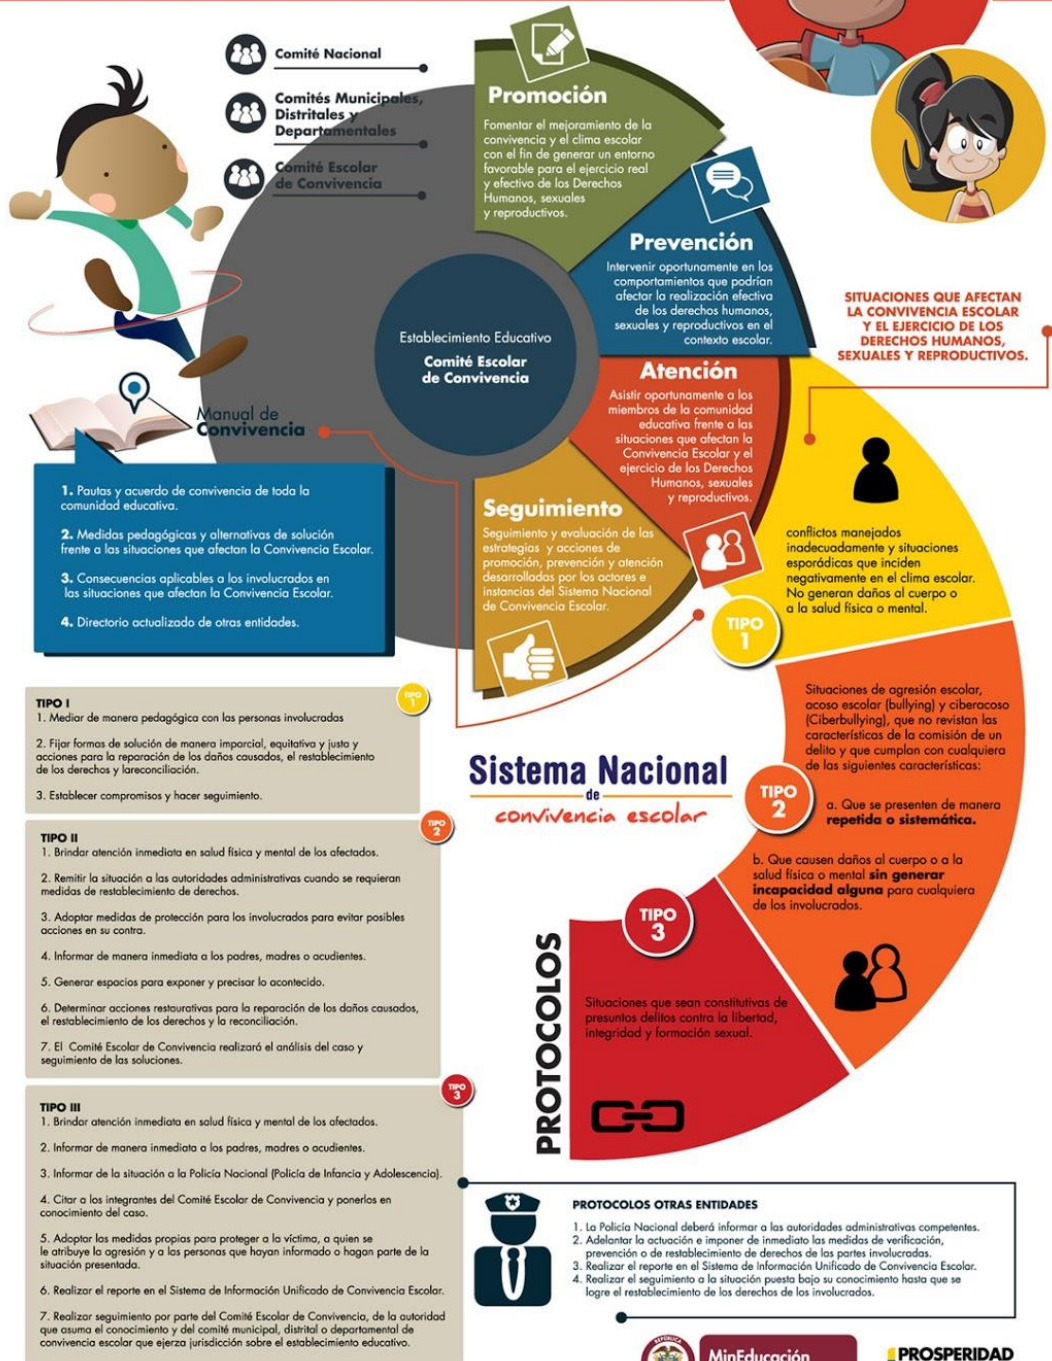 Comité Nacional
Comités Municipales,
Distritales y
Departamentales
Comité Escolar
de Convivencia
Promoción
Fomentar el mejoramiento de la
convivencia y el clima escolar
con el fin de generar un entorno
favorable para el ejercicio real
y efectivo de los Derechos
Humanos, sexuales
y reproductivos.
Prevención
Intervenir oportunamente en los
comportamientos que podrían
afectar la realización efectiva
de los derechos humanos,
sexuales y reproductivos en el
contexto escolar.
Establecimiento Educativo
Comité Escolar
de Convivencia
Atención
Asistir oportunamente a los
miembros de la comunidad
educativa frente a las
situaciones que afectan la
Convivencia Escolar y el
ejercicio de los Derechos
Humanos, sexuales
y reproductivos.
Seguimiento
Seguimiento y evaluación de las
estrategias y acciones de
promoción, prevención y atención
desarrolladas por los actores e
instancias del Sistema Nacional
de Convivencia Escolar.
SITUACIONES QUE AFECTAN
LA CONVIVENCIA ESCOLAR
Y EL EJERCICIO DE LOS
DERECHOS HUMANOS,
SEXUALES Y REPRODUCTIVOS.
Manual de
Convivencia
1. Pautas y acuerdo de convivencia de toda la
comunidad educativa.
2. Medidas pedagógicas y alternativas de solución
frente a las situaciones que afectan la Convivencia Escolar.
3. Consecuencias aplicables a los involucrados en
las situaciones que afectan la Convivencia Escolar.
4. Directorio actualizado de otras entidades.
conflictos manejados
inadecuadamente y situaciones
esporádicas que inciden
negativamente en el clima escolar.
No generan daños al cuerpo o
a la salud física o mental.
TIPO
1
Situaciones de agresión escolar,
acoso escolar (bullying) y ciberacoso
(Ciberbullying), que no revistan las
características de la comisión de un
delito y que cumplan con cualquiera
de las siguientes características:
TIPO
2
a. Que se presenten de manera
repetida o sistemática.
b. Que causen daños al cuerpo o a la
salud física o mental sin generar
incapacidad alguna para cualquiera
de los involucrados.
Sistema Nacional
de
convivencia escolar
TIPO
3
Situaciones que sean constitutivas de
presuntos delitos contra la libertad,
integridad y formación sexual.
PROTOCOLOS
TIPO
1
TIPO I
1. Mediar de manera pedagógica con las personas involucradas
2. Fijar formas de solución de manera imparcial, equitativa y justa y
acciones para la reparación de los daños causados, el restablecimiento
de los derechos y lareconciliación.
3. Establecer compromisos y hacer seguimiento.
TIPO
2
TIPO II
1. Brindar atención inmediata en salud física y mental de los afectados.
2. Remitir la situación a las autoridades administrativas cuando se requieran
medidas de restablecimiento de derechos.
3. Adoptar medidas de protección para los involucrados para evitar posibles
acciones en su contra.
4. Informar de manera inmediata a los padres, madres o acudientes.
5. Generar espacios para exponer y precisar lo acontecido.
6. Determinar acciones restaurativas para la reparación de los daños causados,
el restablecimiento de los derechos y la reconciliación.
7. El Comité Escolar de Convivencia realizará el análisis del caso y
seguimiento de las soluciones.
TIPO
3
TIPO III
1. Brindar atención inmediata en salud física y mental de los afectados.
2. Informar de manera inmediata a los padres, madres o acudientes.
3. Informar de la situación a la Policía Nacional (Policía de Infancia y Adolescencia).
4. Citar a los integrantes del Comité Escolar de Convivencia y ponerlos en
conocimiento del caso.
5. Adoptar las medidas propias para proteger a la víctima, a quien se
le atribuye la agresión y a las personas que hayan informado o hagan parte de la
situación presentada.
6. Realizar el reporte en el Sistema de Información Unificado de Convivencia Escolar.
7. Realizar seguimiento por parte del Comité Escolar de Convivencia, de la autoridad
que asuma el conocimiento y del comité municipal, distrital o departamental de
convivencia escolar que ejerza jurisdicción sobre el establecimiento educativo.
PROTOCOLOS OTRAS ENTIDADES
1. La Policía Nacional deberá informar a las autoridades administrativas competentes.
2. Adelantar la actuación e imponer de inmediato las medidas de verificación,
prevención o de restablecimiento de derechos de las partes involucradas.
3. Realizar el reporte en el Sistema de Información Unificado de Convivencia Escolar.
4. Realizar el seguimiento a la situación puesta bajo su conocimiento hasta que se
logre el restablecimiento de los derechos de los involucrados.
MinEducación
PROSPERIDAD